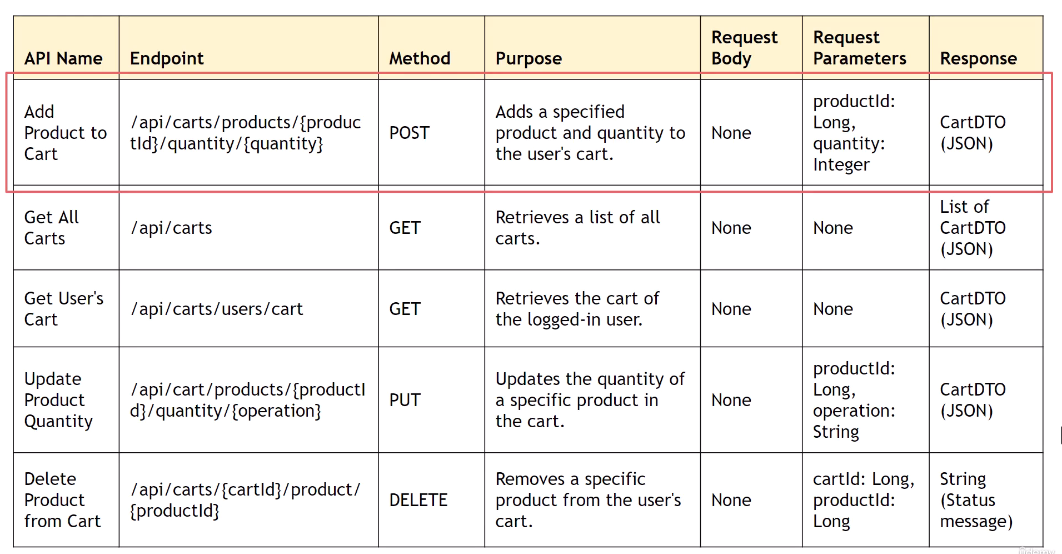 API Name
Endpoint
Method
Purpose
Request
Body
Request
Parameters
Response
Add
Product to
Cart
/api/carts/products/{produc
tId}/quantity/{quantity}
POST
Adds a specified
product and quantity to
the user's cart.
None
productId:
Long,
quantity:
Integer
CartDTO
(JSON)
Get All
Carts
/api/carts
GET
Retrieves a list of all
carts.
None
None
List of
CartDTO
(JSON)
Get User's
Cart
/api/carts/users/cart
GET
Retrieves the cart of
the logged-in user.
None
None
CartDTO
(JSON)
Update
Product
Quantity
/api/cart/products/{productI
d}/quantity/{operation}
PUT
Updates the quantity of
a specific product in
the cart.
None
productId:
Long,
operation:
String
CartDTO
(JSON)
Delete
Product
from Cart
/api/carts/{cartId}/product/
{productId}
DELETE
Removes a specific
product from the user's
cart.
None
cartId: Long,
productId:
Long
String
(Status
message)